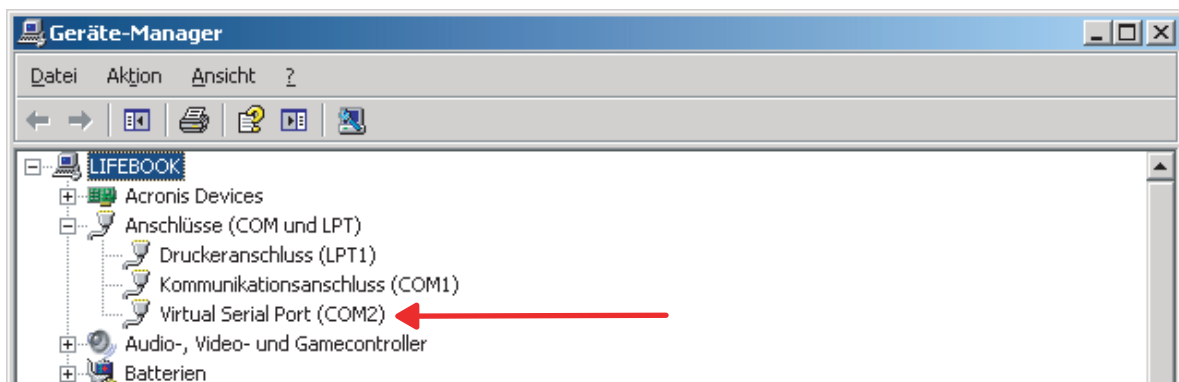 Geräte-Manager
Datei Aktion Ansicht ?
LIFEBOOK
Acronis Devices
Anschlüsse (COM und LPT)
Druckeranschluss (LPT1)
Kommunikationsanschluss (COM1)
Virtual Serial Port (COM2)
Audio-, Video- und Gamecontroller
Batterien